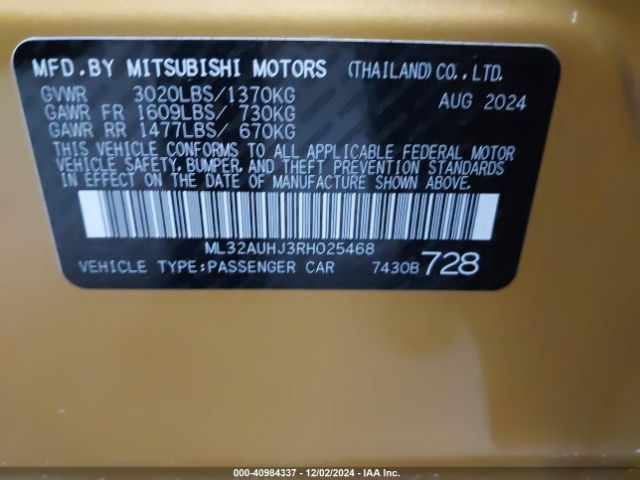 MFD.BY MITSUBISHI MOTORS (THAILAND)CO.,LTD.
GVWR 3020LBS/1370KG AUG 2024
GAWR FR 1609LBS/ 730KG
GAWR RR 1477LBS/ 670KG
THIS VEHICLE CONFORMS TO ALL APPLICABLE FEDERAL MOTOR
VEHICLE SAFETY, BUMPER, AND THEFT PREVENTION STANDARDS
IN EFFECT ON THE DATE OF MANUFACTURE SHOWN ABOVE.
ML32AUHJ3RH025468
VEHICLE TYPE:PASSENGER CAR 7430B 728
000-40984337 - 12/02/2024 - IAA Inc.